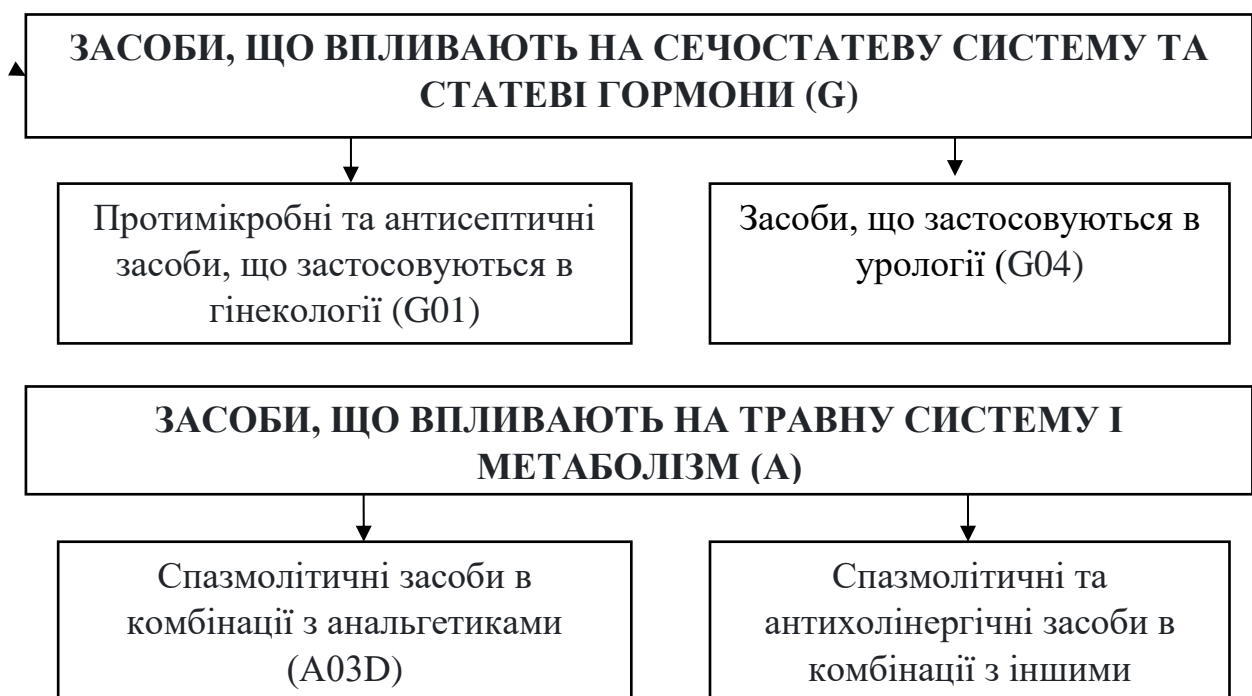 ЗАСОБИ, ЩО ВПЛИВАЮТЬ НА СЕЧОСТАТЕВУ СИСТЕМУ ТА
СТАТЕВІ ГОРМОНИ (G)
Протимікробні та антисептичні
засоби, що застосовуються в
гінекології (G01)
Засоби, що застосовуються в
урології (G04)
ЗАСОБИ, ЩО ВПЛИВАЮТЬ НА ТРАВНУ СИСТЕМУ І
МЕТАБОЛІЗМ (A)
Спазмолітичні засоби в
комбінації з анальгетиками
(A03D)
Спазмолітичні та
антихолінергічні засоби в
комбінації з іншими